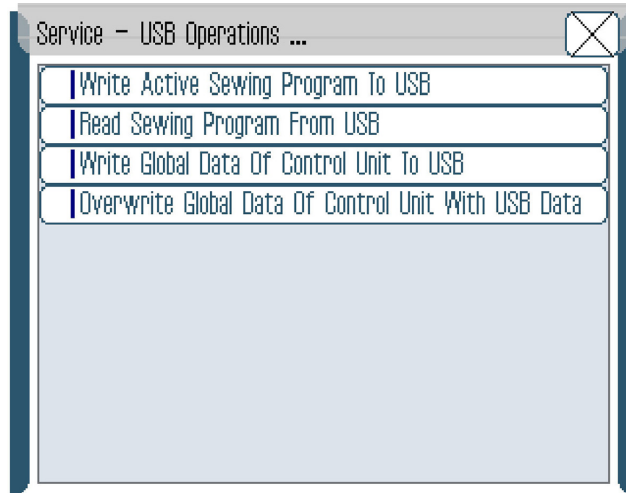 Service - USB Operations ...
Write Active Sewing Program To USB
Read Sewing Program From USB
Write Global Data Of Control Unit To USB
Overwrite Global Data Of Control Unit With USB Data